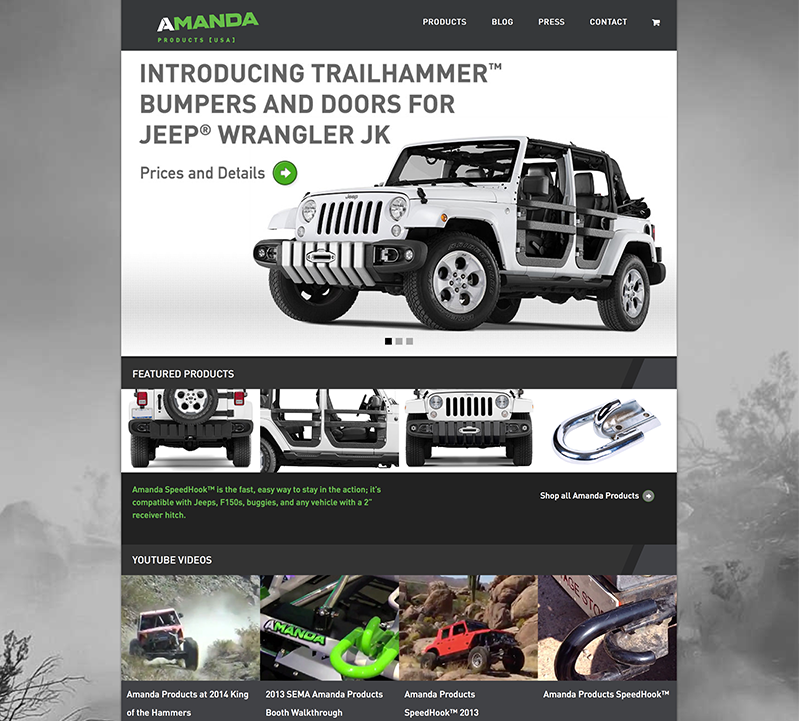 AMANDA
PRODUCTS [USA]
PRODUCTS BLOG PRESS CONTACT
INTRODUCING TRAILHAMMER™
BUMPERS AND DOORS FOR
JEEP® WRANGLER JK
Prices and Details
Jeep
FEATURED PRODUCTS
Amanda SpeedHook™ is the fast, easy way to stay in the action; it's
compatible with Jeeps, F150s, buggies, and any vehicle with a 2"
receiver hitch.
Shop all Amanda Products
YOUTUBE VIDEOS
AMANDA
AGE STO
Amanda Products at 2014 King
of the Hammers
2013 SEMA Amanda Products
Booth Walkthrough
Amanda Products
SpeedHook™ 2013
Amanda Products SpeedHook™